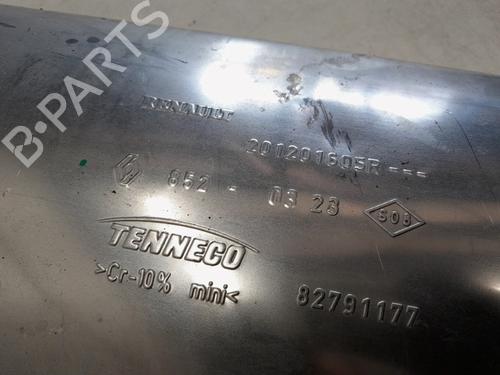 B-PARTS
RENAULT
201201605R---
852 - 03 23
S08
TENNECO
>Cr-10% mini<
82791177